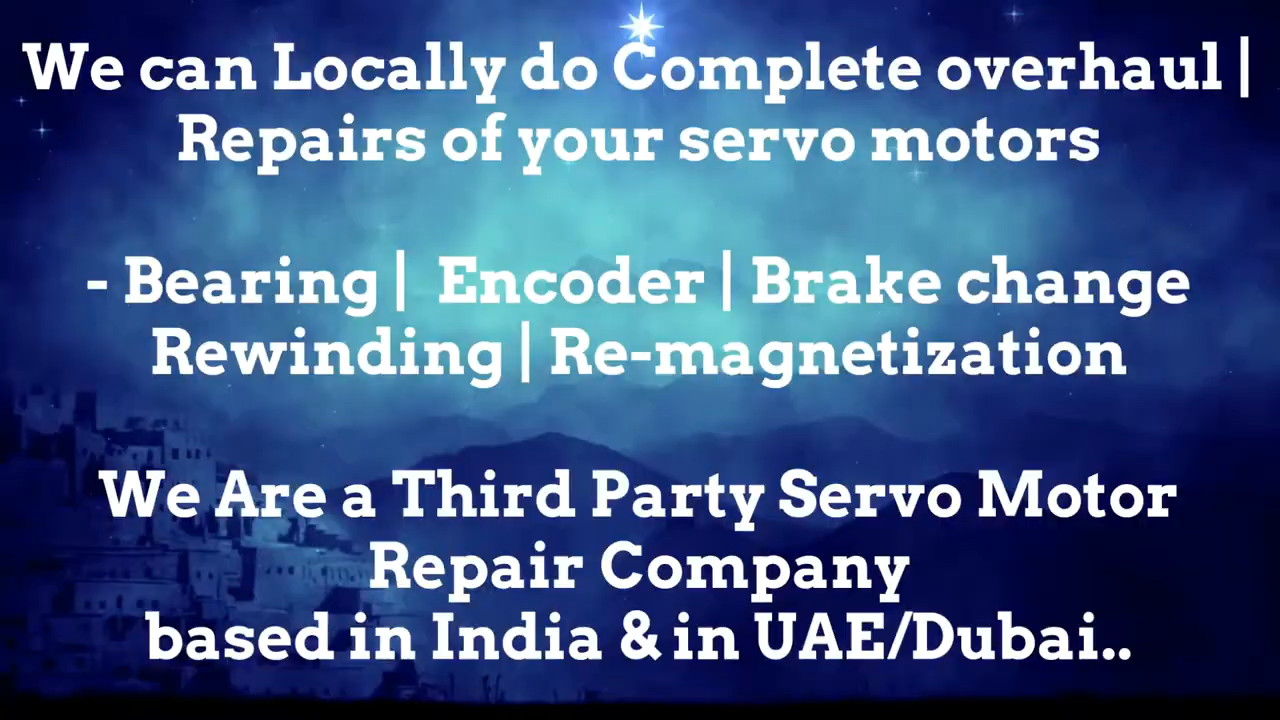 We can Locally do Complete overhaul |
Repairs of your servo motors
- Bearing | Encoder | Brake change
Rewinding | Re-magnetization
We Are a Third Party Servo Motor
Repair Company
based in India & in UAE/Dubai..